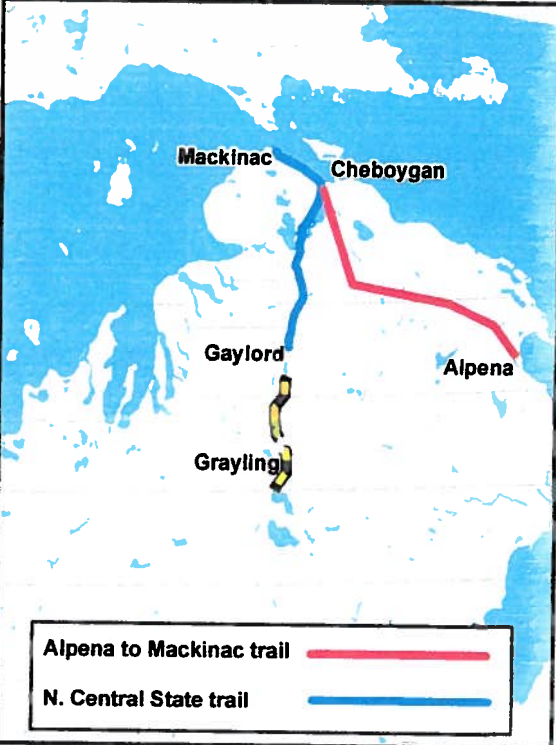 Mackinac
Cheboygan
Gaylord
Alpena
Grayling
Alpena to Mackinac trail
N. Central State trail